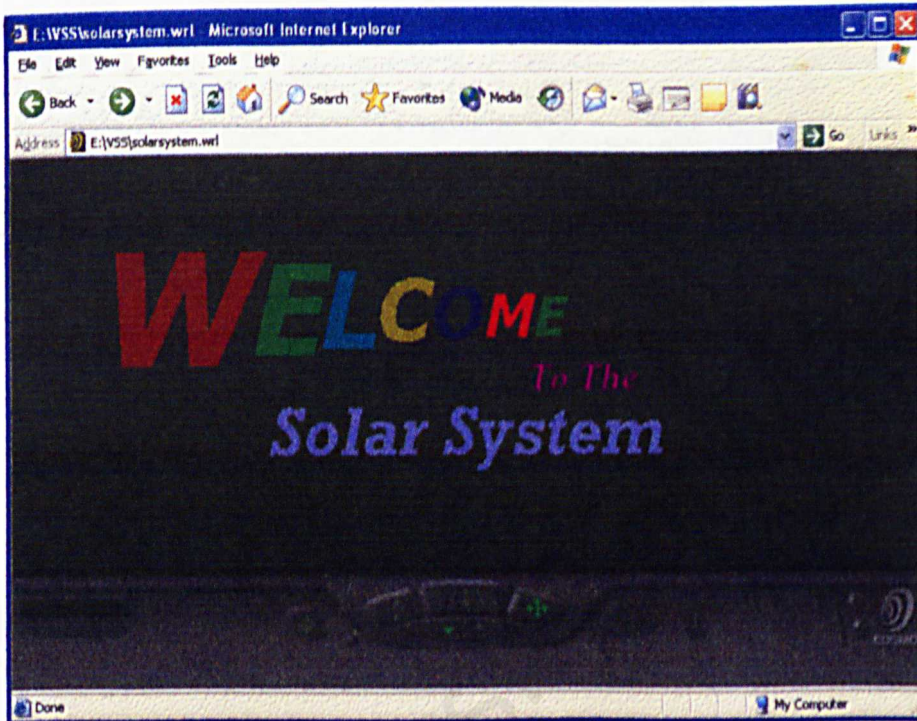 E:\VSS\solarsystem.wrl - Microsoft Internet Explorer
File Edit View Favorites Tools Help
Back Search Favorites Media
Address E:\VSS\solarsystem.wrl Go Links »
WELCOME
To The
Solar System
COSMO
Done My Computer